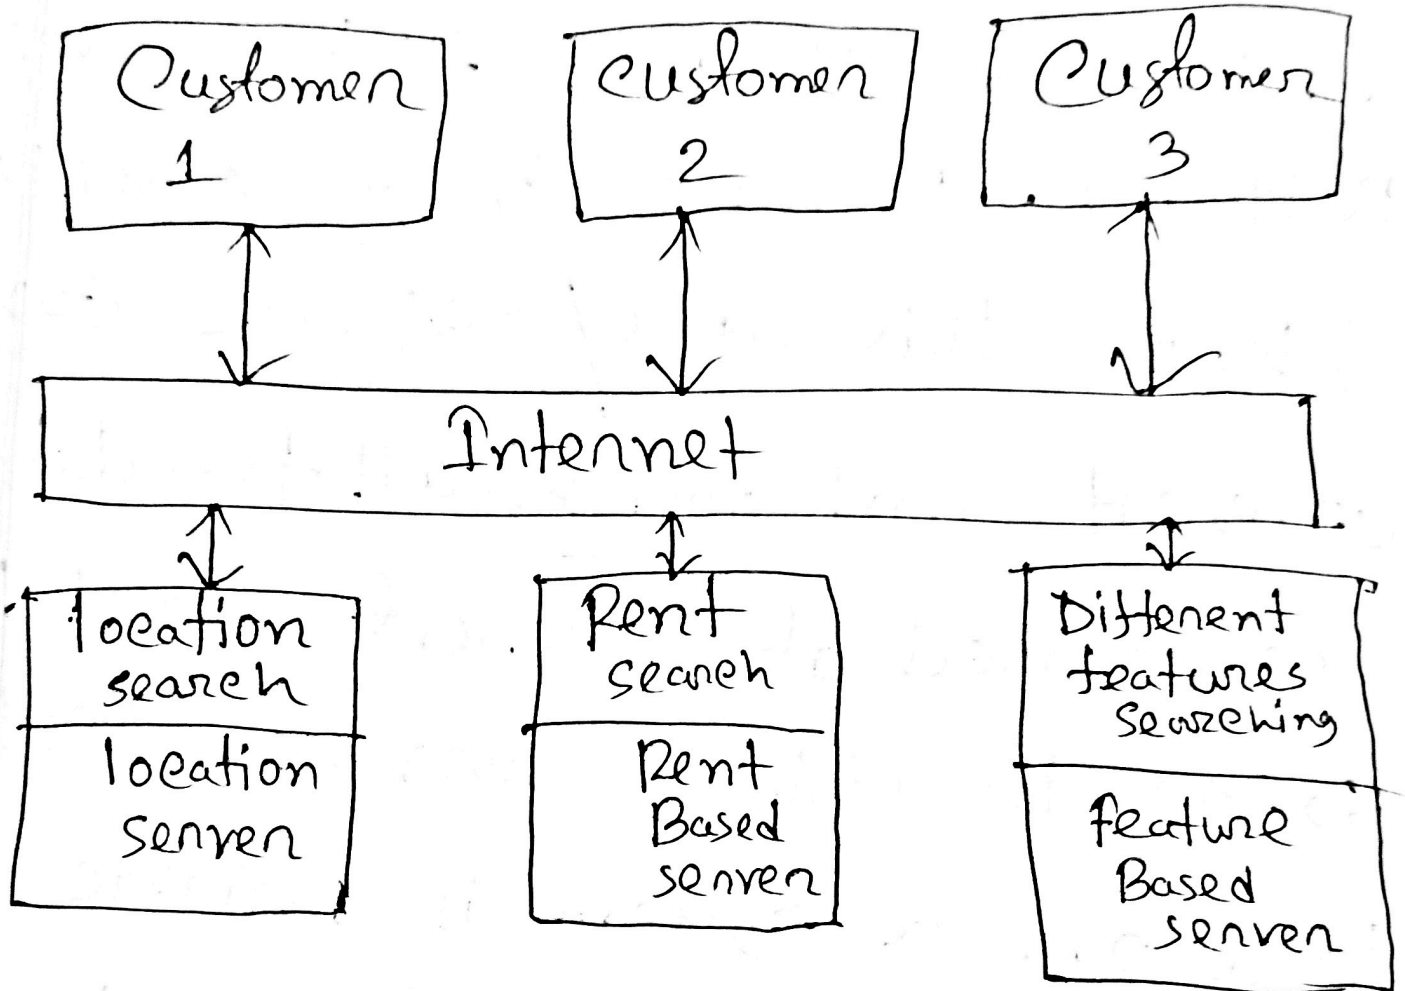 Customer
1
Customer
2
Customer
3
Internet
location
search
location
server
Rent
search
Rent
Based
server
Different
features
searching
Feature
Based
server